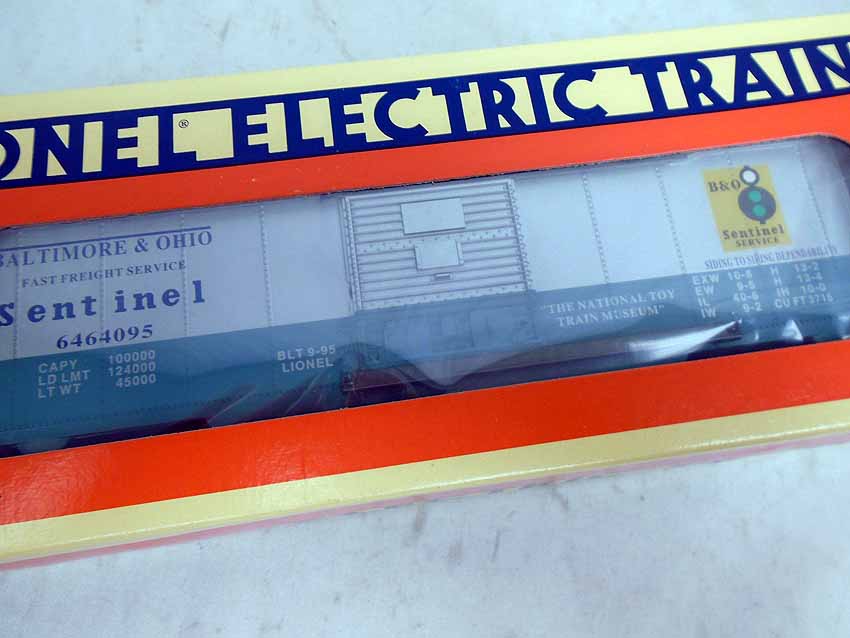 ONEL® ELECTRIC TRAIN
BALTIMORE & OHIO
FAST FREIGHT SERVICE
Sentinel
6464095
CAPY 100000
LD LMT 124000
LT WT 45000
BLT 9-95
LIONEL
"THE NATIONAL TOY
TRAIN MUSEUM"
B&O
Sentinel
SERVICE
SIDING TO SIDING DEPENDABILITY
EXW 10-8 H 13-2
EW 9-8 H 13-4
IL 40-6 IH 10-0
IW 9-2 CU FT 3715